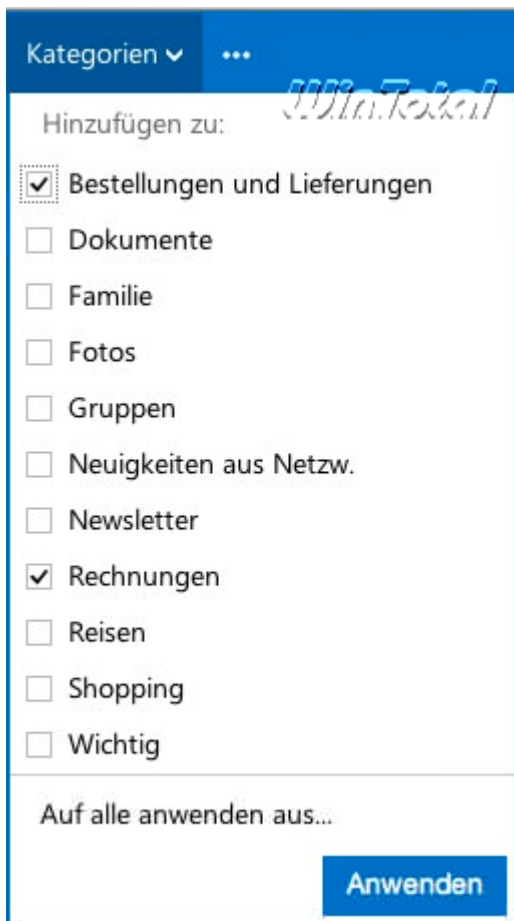 Kategorien
WinTotal
Hinzufügen zu:
Bestellungen und Lieferungen
Dokumente
Familie
Fotos
Gruppen
Neuigkeiten aus Netzw.
Newsletter
Rechnungen
Reisen
Shopping
Wichtig
Auf alle anwenden aus...
Anwenden